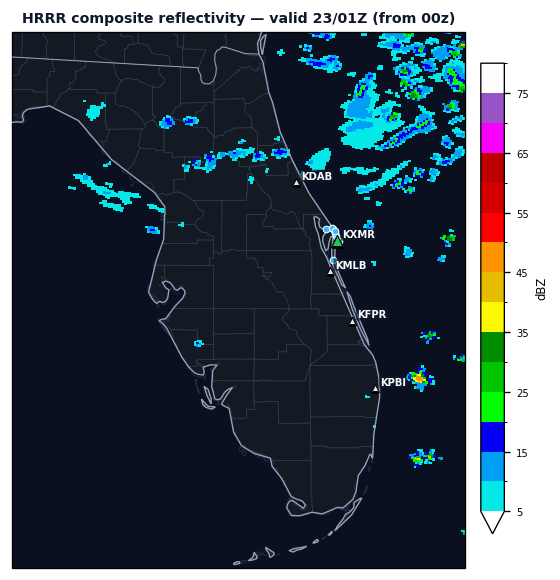 HRRR composite reflectivity — valid 23/01Z (from 00z)
KDAB
KXMR
KMLB
KFPR
KPBI
75
65
55
45
35
25
15
5
dBZ